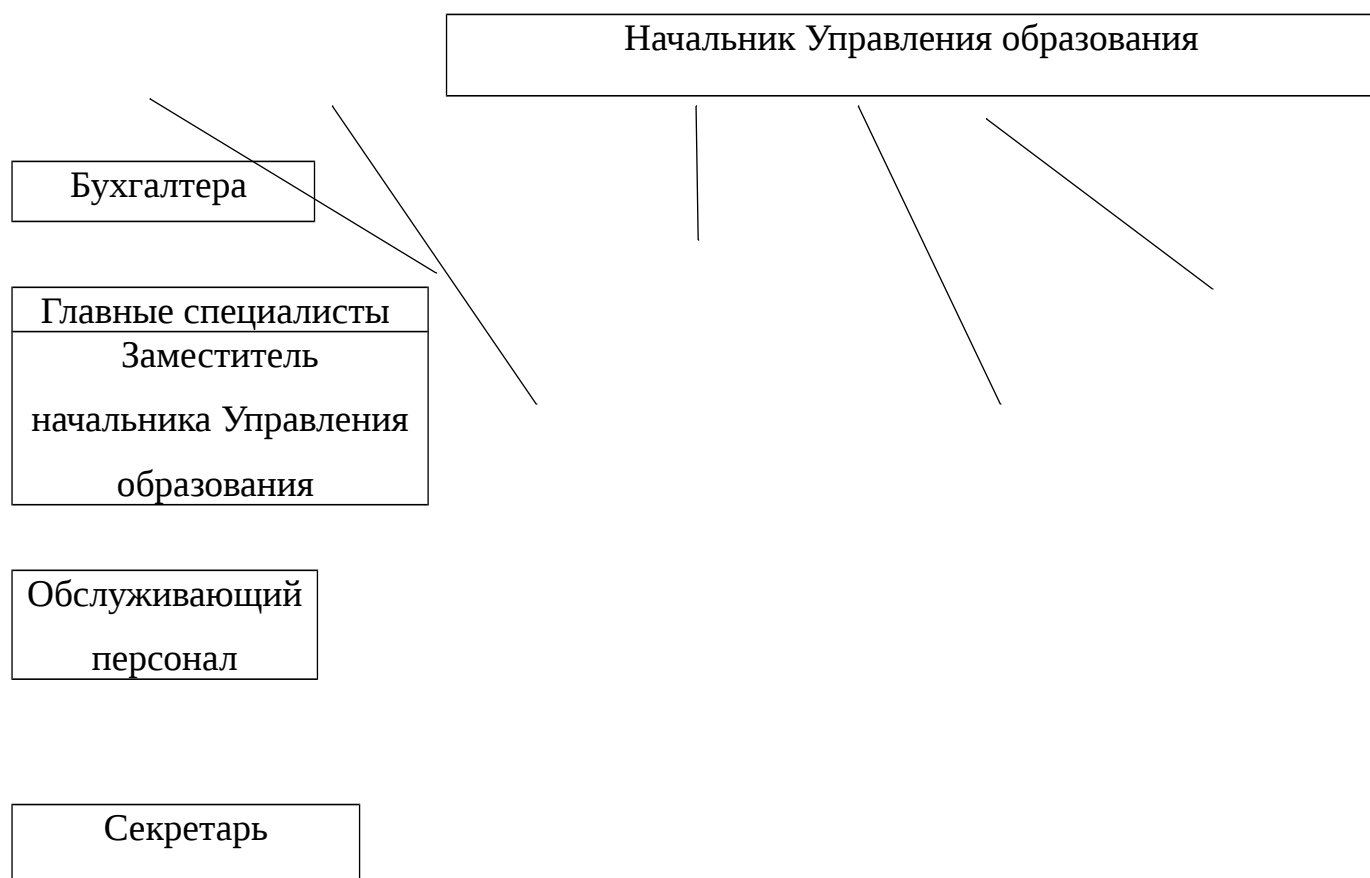 Начальник Управления образования
Бухгалтера
Главные специалисты
Заместитель
начальника Управления
образования
Обслуживающий
персонал
Секретарь